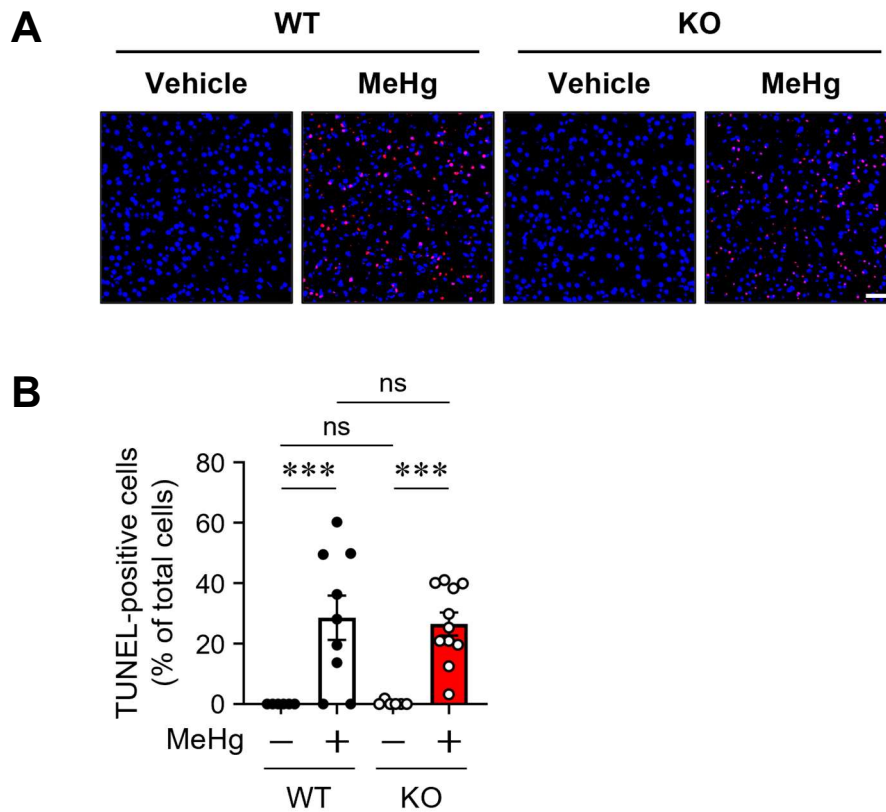 A
WT KO
Vehicle MeHg Vehicle MeHg
B
ns
ns
*** ***
TUNEL-positive cells
(% of total cells)
80
60
40
20
0
MeHg − + − +
WT KO